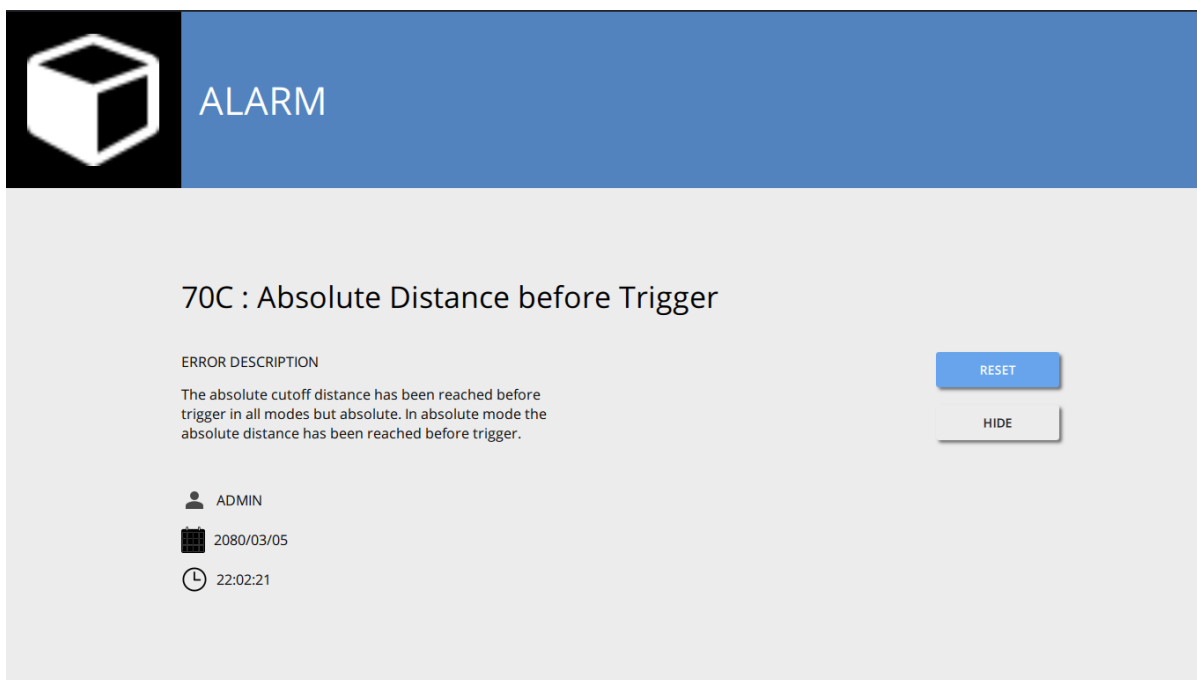 ALARM
70C : Absolute Distance before Trigger
ERROR DESCRIPTION
The absolute cutoff distance has been reached before
trigger in all modes but absolute. In absolute mode the
absolute distance has been reached before trigger.
RESET
HIDE
ADMIN
2080/03/05
22:02:21